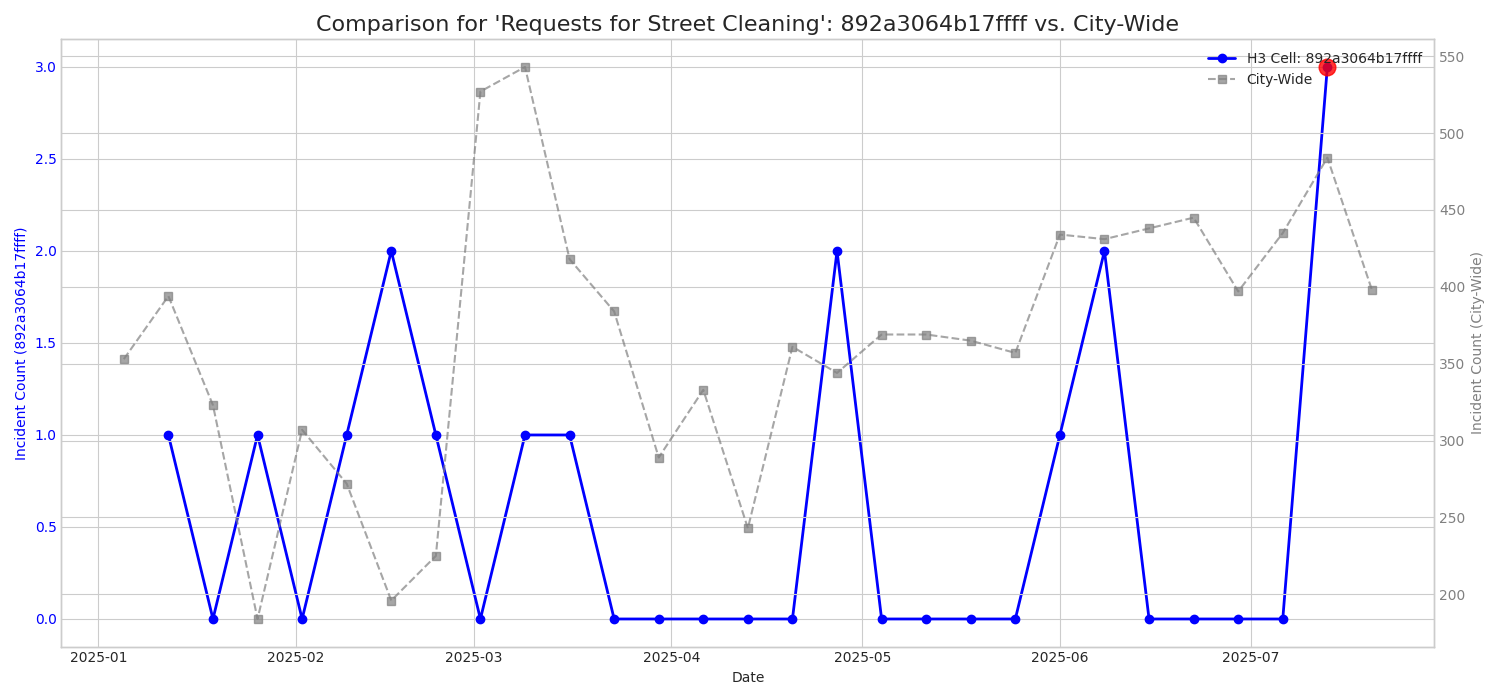 Comparison for 'Requests for Street Cleaning': 892a3064b17ffff vs. City-Wide
H3 Cell: 892a3064b17ffff
City-Wide
Incident Count (892a3064b17ffff)
3.0
2.5
2.0
1.5
1.0
0.5
0.0
550
500
450
400
350
300
250
200
Incident Count (City-Wide)
2025-01 2025-02 2025-03 2025-04 2025-05 2025-06 2025-07
Date